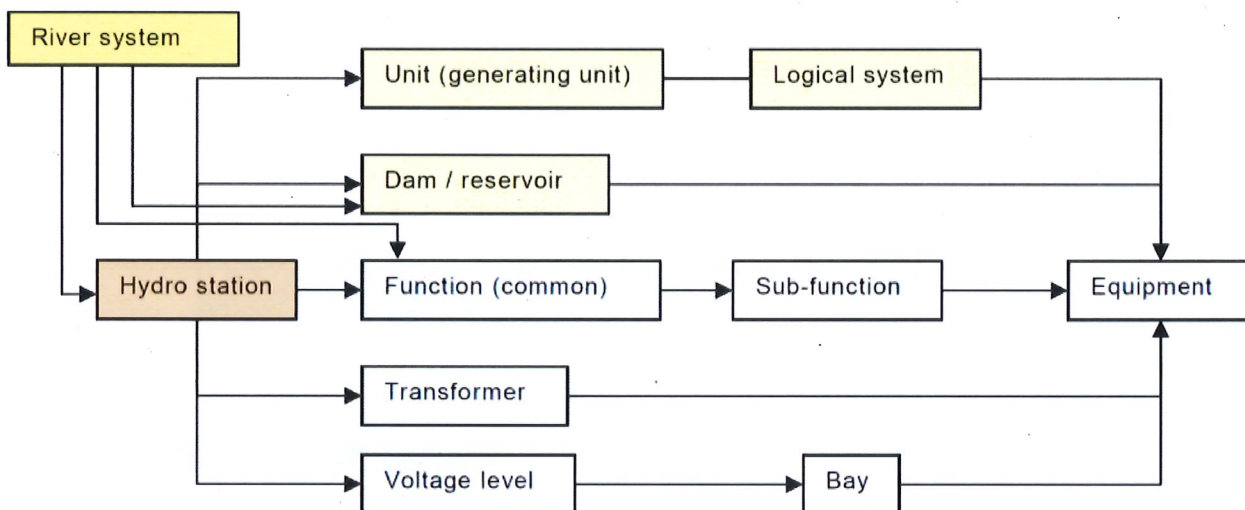 River system
Unit (generating unit)
Logical system
Dam / reservoir
Hydro station
Function (common)
Sub-function
Equipment
Transformer
Voltage level
Bay